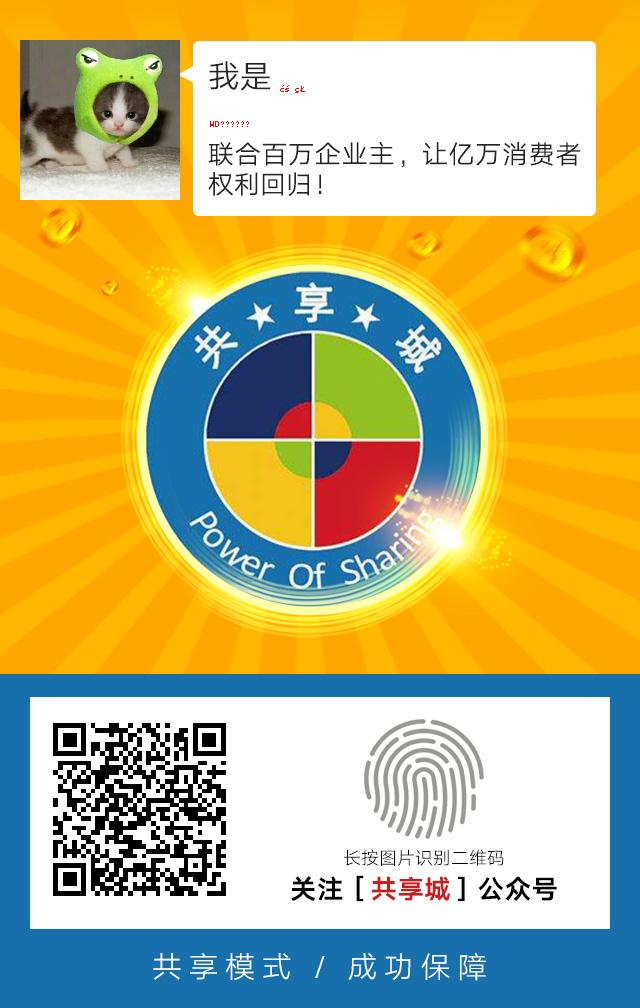 我是
WD??????
联合百万企业主，让亿万消费者
权利回归！
共★享★城
Power Of Sharing
长按图片识别二维码
关注［共享城］公众号
共享模式 / 成功保障